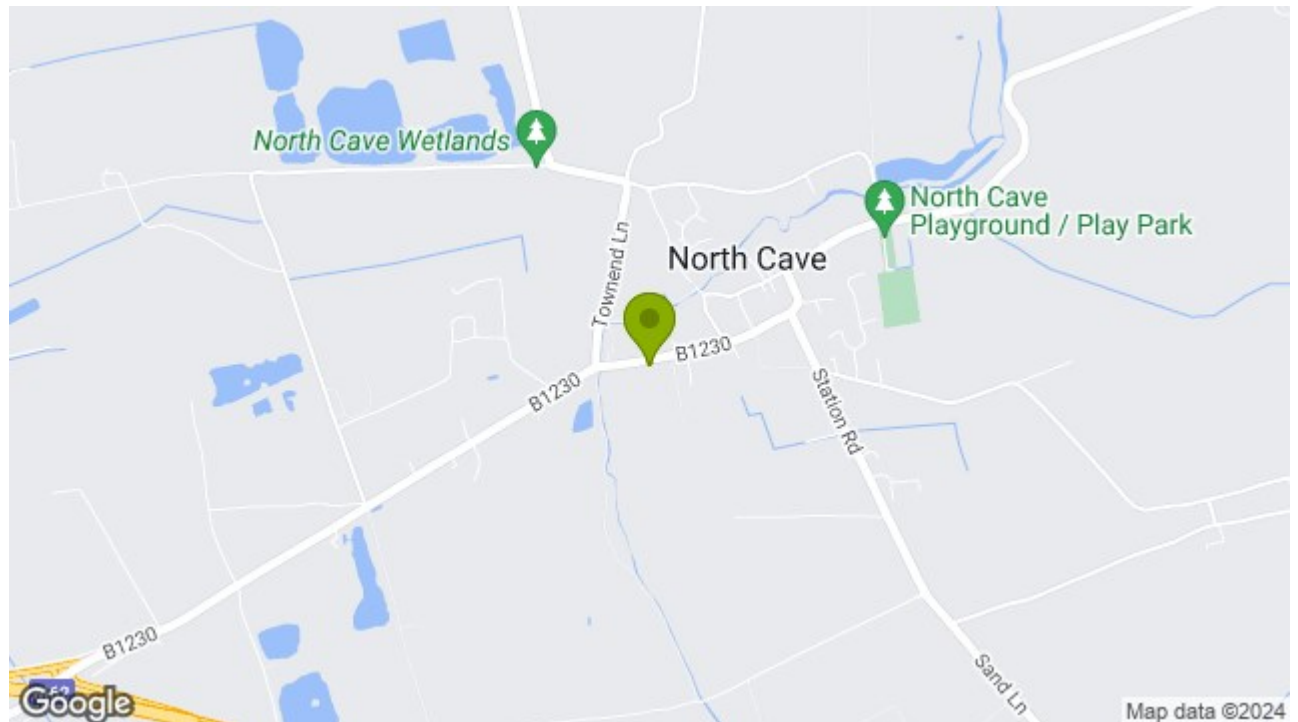 North Cave Wetlands
North Cave
Playground / Play Park
North Cave
Townend Ln
B1230
B1230
Station Rd
B1230
Sand Ln
Google
Map data ©2024